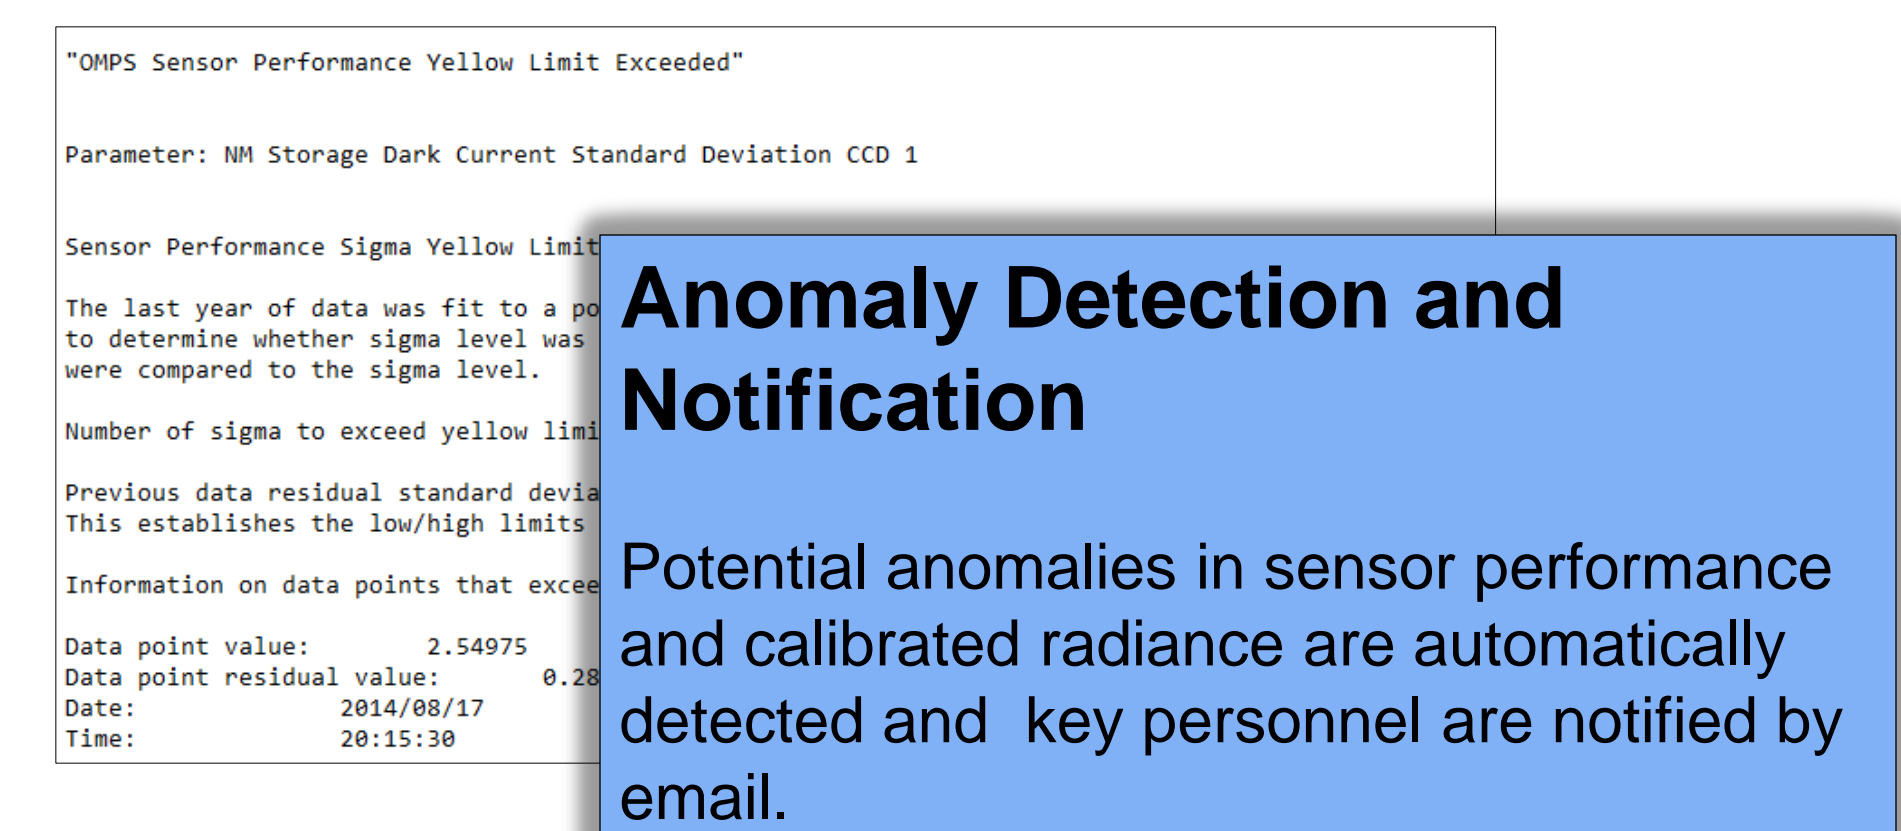 "OMPS Sensor Performance Yellow Limit Exceeded"
Parameter: NM Storage Dark Current Standard Deviation CCD 1
Sensor Performance Sigma Yellow Limit
The last year of data was fit to a
to determine whether sigma level was
were compared to the sigma level.
Number of sigma to exceed yellow
Previous data residual standard
This establishes the low/high limits
Information on data points that
Data point value: 2.54975
Data point residual value: 0.28
Date: 2014/08/17
Time: 20:15:30
Anomaly Detection and
Notification
Potential anomalies in sensor performance
and calibrated radiance are automatically
detected and key personnel are notified by
email.